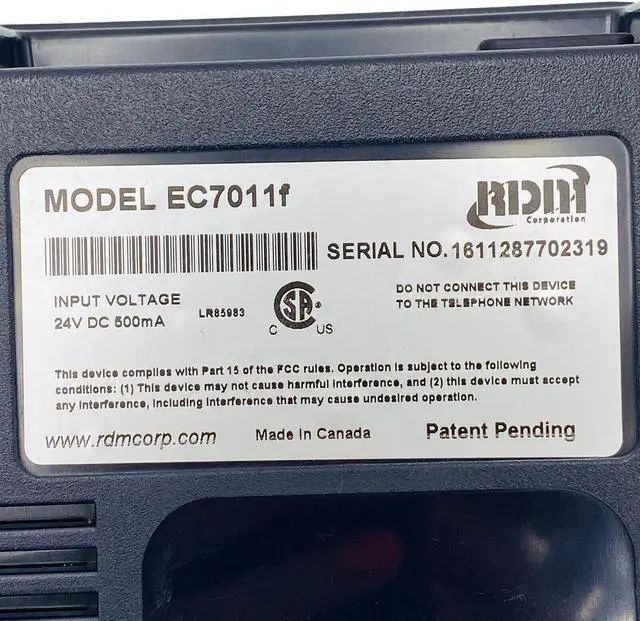 MODEL EC7011f
RDM
Corporation
SERIAL NO. 1611287702319
INPUT VOLTAGE
24V DC 500mA
LR85983
CSA®
C US
DO NOT CONNECT THIS DEVICE
TO THE TELEPHONE NETWORK
This device complies with Part 15 of the FCC rules. Operation is subject to the following
conditions: (1) This device may not cause harmful interference, and (2) this device must accept
any interference, including interference that may cause undesired operation.
www.rdmcorp.com Made In Canada Patent Pending